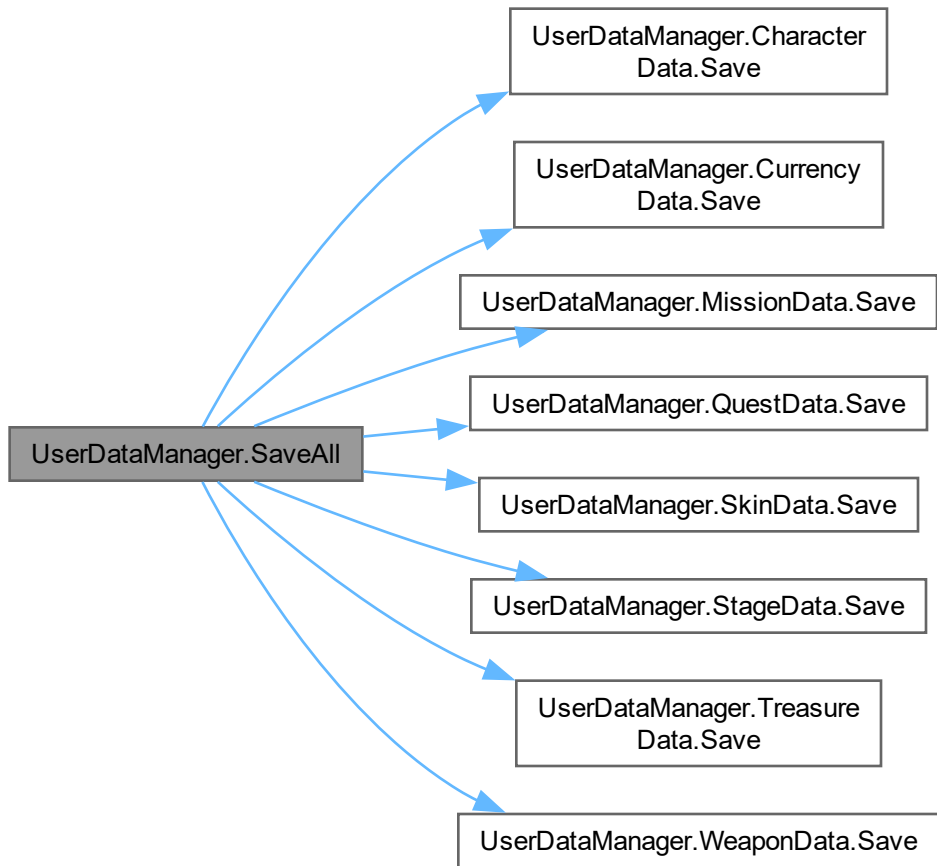 UserDataManager.Character
Data.Save
UserDataManager.Currency
Data.Save
UserDataManager.MissionData.Save
UserDataManager.QuestData.Save
UserDataManager.SaveAll
UserDataManager.SkinData.Save
UserDataManager.StageData.Save
UserDataManager.Treasure
Data.Save
UserDataManager.WeaponData.Save